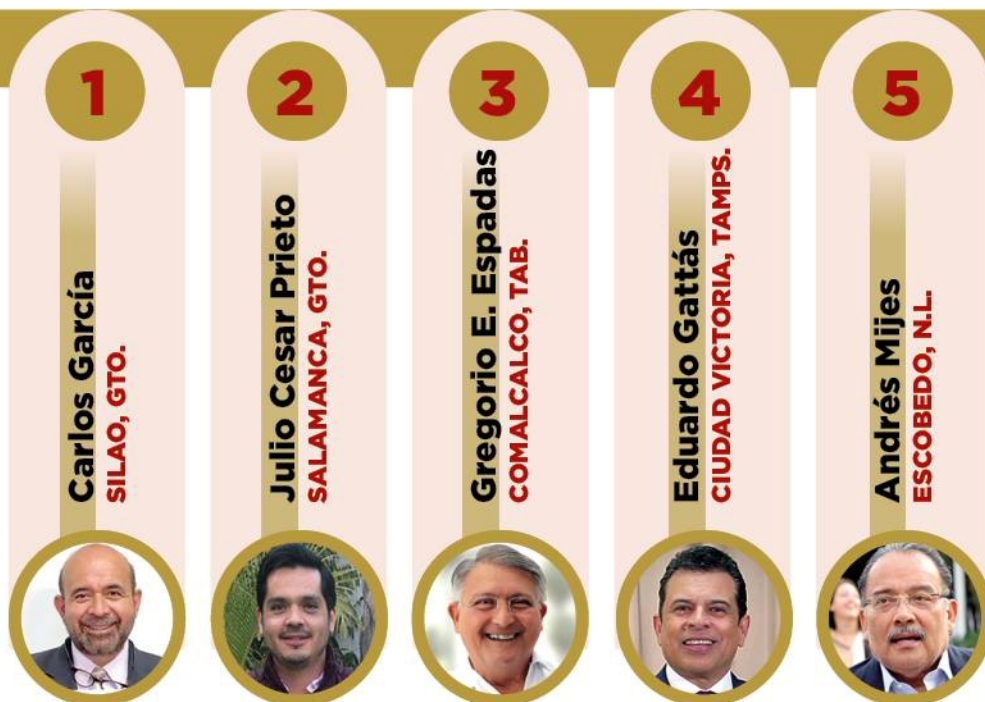 1
Carlos García
SILAO, GTO.
2
Julio Cesar Prieto
SALAMANCA, GTO.
3
Gregorio E. Espadas
COMALCALCO, TAB.
4
Eduardo Gattás
CIUDAD VICTORIA, TAMPS.
5
Andrés Mijes
ESCOBEDO, N.L.